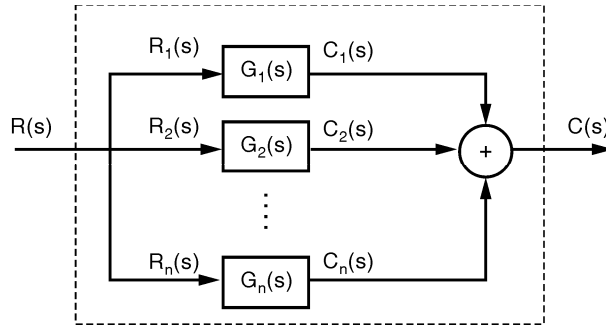 R₁(s) G₁(s) C₁(s)
R(s) R₂(s) G₂(s) C₂(s) + C(s)
⋮
Rₙ(s) Gₙ(s) Cₙ(s)